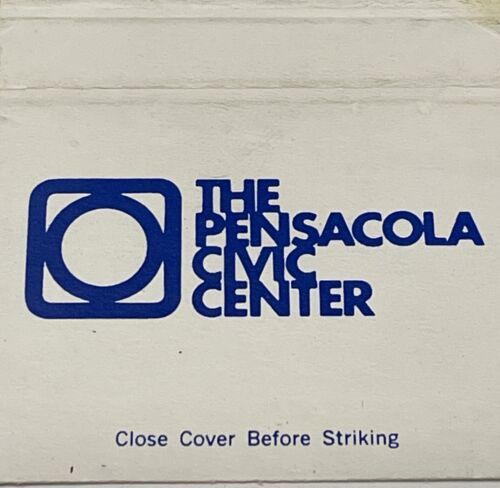 THE
PENSACOLA
CIVIC
CENTER
Close Cover Before Striking